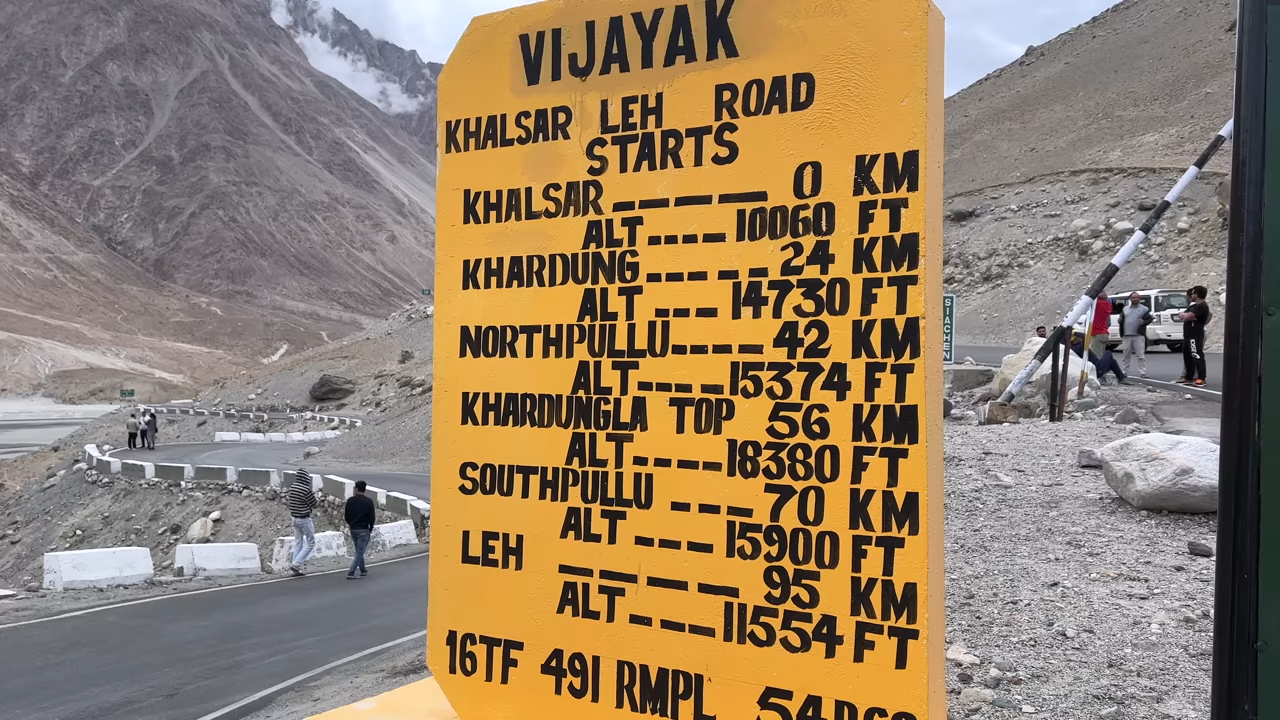 VIJAYAK
KHALSAR LEH ROAD
STARTS
KHALSAR _ _ _ _ _ 0 KM
ALT _ _ _ _ 10060 FT
KHARDUNG _ _ _ _ _ 24 KM
ALT _ _ _ 14730 FT
NORTHPULLU _ _ _ _ 42 KM
ALT _ _ _ _ 15374 FT
KHARDUNGLA TOP 56 KM
ALT _ _ _ _ 18380 FT
SOUTHPULLU _ _ _ _ 70 KM
ALT _ _ _ _ 15900 FT
LEH _ _ _ _ 95 KM
ALT _ _ _ 11554 FT
16TF 491 RMPL
SIACHEN